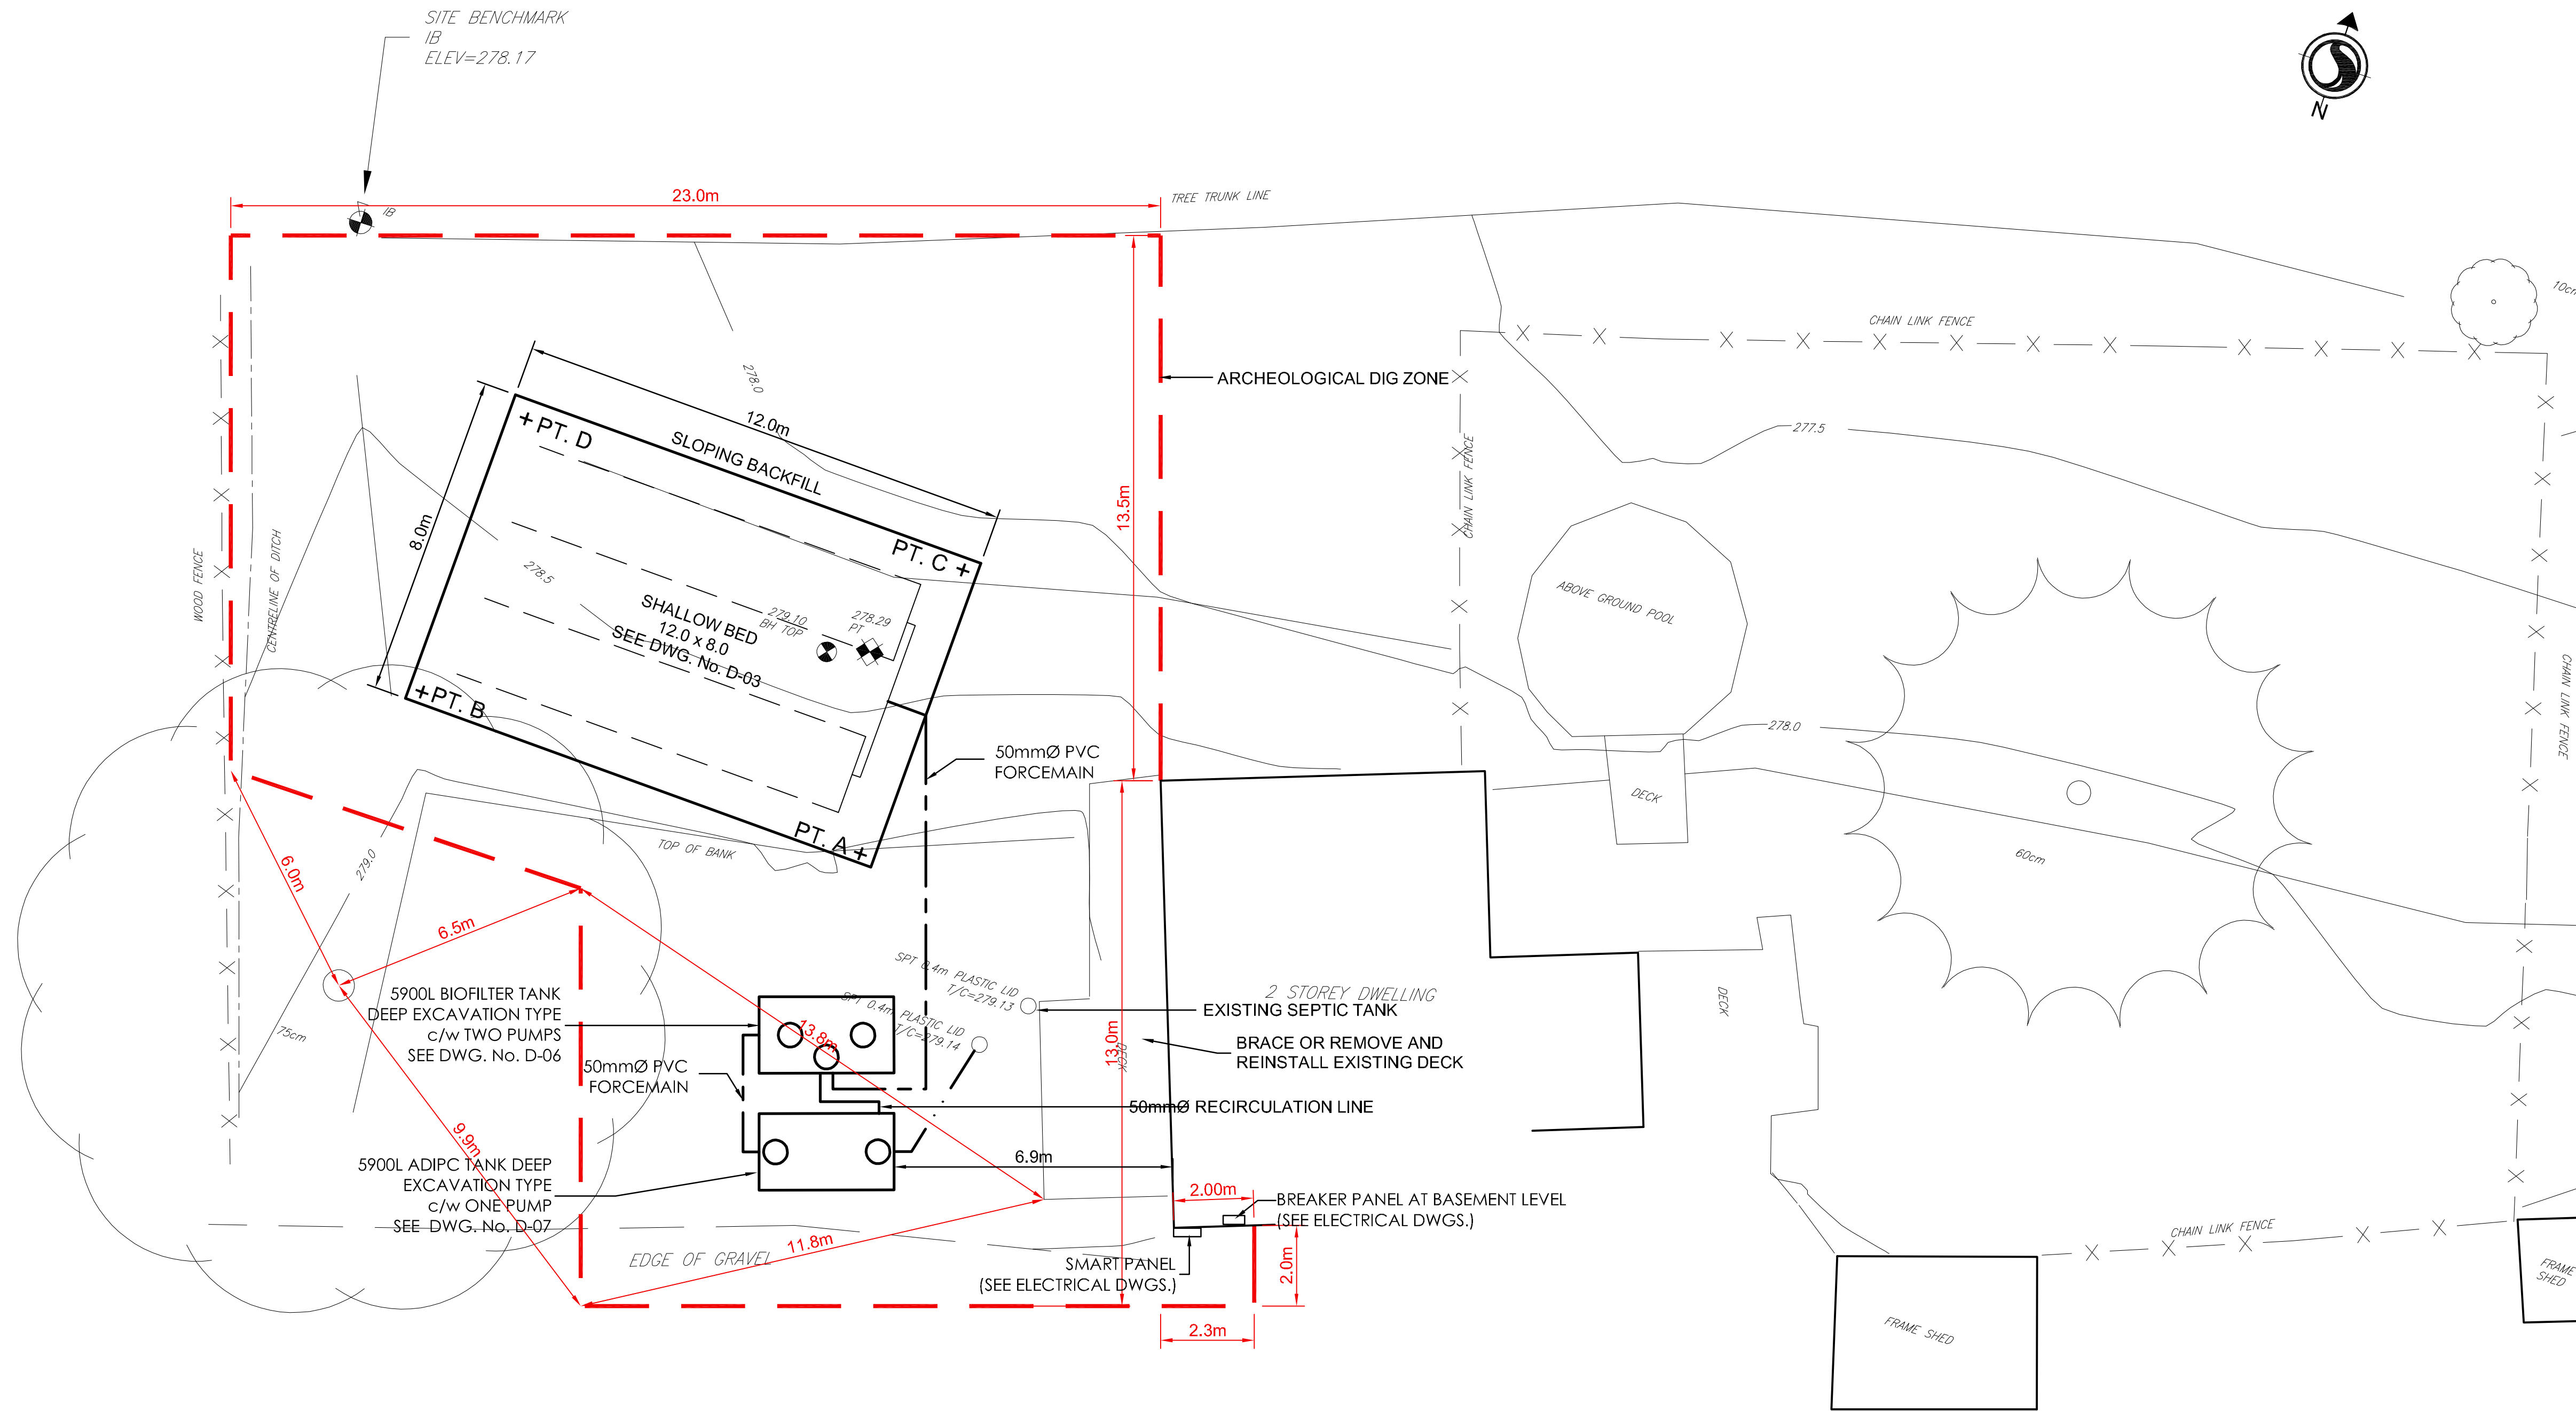 SITE BENCHMARK
IB
ELEV=278.17
N
23.0m
TREE TRUNK LINE
IB
10cm
CHAIN LINK FENCE
ARCHEOLOGICAL DIG ZONE
278.0
12.0m
SLOPING BACKFILL
PT. D
277.5
CHAIN LINK FENCE
13.5m
8.0m
PT. C
WOOD FENCE
CENTRELINE OF DITCH
278.5
SHALLOW BED
12.0 x 8.0
SEE DWG. No. D-03
279.10
BH TOP
278.29
PT
ABOVE GROUND POOL
CHAIN LINK FENCE
PT. B
278.0
50mmØ PVC
FORCEMAIN
DECK
PT. A
TOP OF BANK
279.0
6.0m
60cm
6.5m
SPT 0.4m PLASTIC LID
T/C=279.13
SPT 0.4m PLASTIC LID
T/C=279.14
2 STOREY DWELLING
EXISTING SEPTIC TANK
DECK
5900L BIOFILTER TANK
DEEP EXCAVATION TYPE
c/w TWO PUMPS
SEE DWG. No. D-06
75cm
13.8m
13.0m
DECK
BRACE OR REMOVE AND
REINSTALL EXISTING DECK
50mmØ PVC
FORCEMAIN
50mmØ RECIRCULATION LINE
9.9m
5900L ADIPC TANK DEEP
EXCAVATION TYPE
c/w ONE PUMP
SEE DWG. No. D-07
6.9m
2.00m
BREAKER PANEL AT BASEMENT LEVEL
(SEE ELECTRICAL DWGS.)
CHAIN LINK FENCE
11.8m
EDGE OF GRAVEL
SMART PANEL
(SEE ELECTRICAL DWGS.)
2.0m
FRAME
SHED
2.3m
FRAME SHED